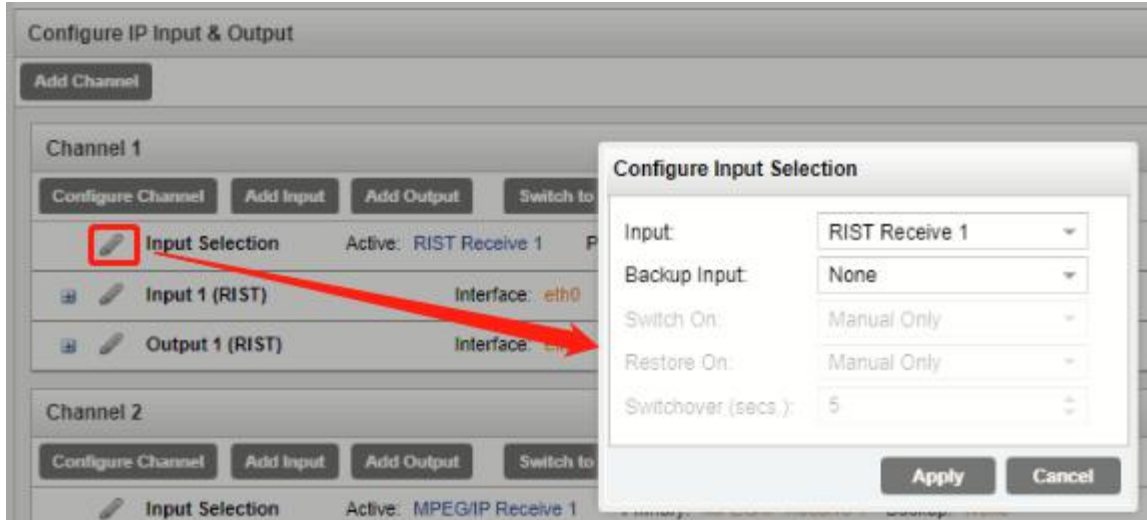 Configure IP Input & Output
Add Channel
Channel 1
Configure Channel Add Input Add Output Switch to
Input Selection Active: RIST Receive 1 P
Input 1 (RIST) Interface: eth0
Output 1 (RIST) Interface:
Channel 2
Configure Channel Add Input Add Output Switch to
Input Selection Active: MPEG/IP Receive 1
Configure Input Selection
Input: RIST Receive 1
Backup Input: None
Switch On: Manual Only
Restore On: Manual Only
Switchover (secs.): 5
Apply Cancel